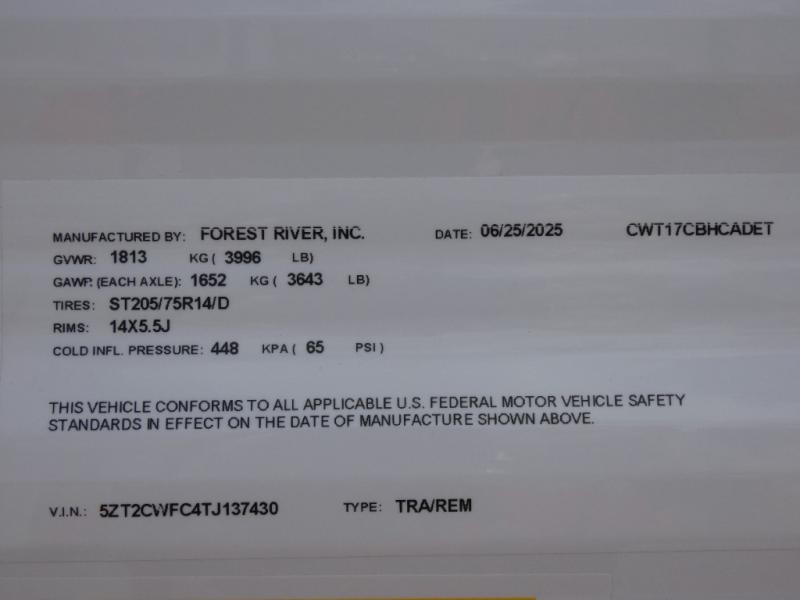 MANUFACTURED BY: FOREST RIVER, INC. DATE: 06/25/2025 CWT17CBHCADET
GVWR: 1813 KG ( 3996 LB)
GAWR: (EACH AXLE): 1652 KG ( 3643 LB)
TIRES: ST205/75R14/D
RIMS: 14X5.5J
COLD INFL. PRESSURE: 448 KPA ( 65 PSI )
THIS VEHICLE CONFORMS TO ALL APPLICABLE U.S. FEDERAL MOTOR VEHICLE SAFETY
STANDARDS IN EFFECT ON THE DATE OF MANUFACTURE SHOWN ABOVE.
V.I.N.: 5ZT2CWFC4TJ137430 TYPE: TRA/REM